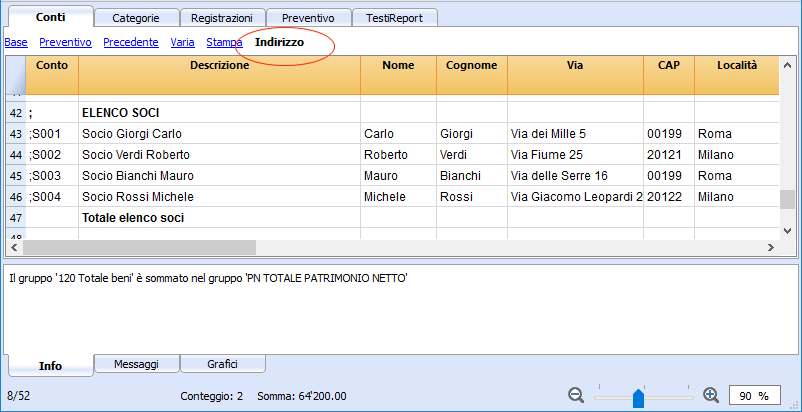 Conti Categorie Registrazioni Preventivo TestiReport
Base Preventivo Precedente Varia Stampa Indirizzo
Conto Descrizione Nome Cognome Via CAP Località
42 ; ELENCO SOCI
43 ;S001 Socio Giorgi Carlo Carlo Giorgi Via dei Mille 5 00199 Roma
44 ;S002 Socio Verdi Roberto Roberto Verdi Via Fiume 25 20121 Milano
45 ;S003 Socio Bianchi Mauro Mauro Bianchi Via delle Serre 16 00199 Roma
46 ;S004 Socio Rossi Michele Michele Rossi Via Giacomo Leopardi 2 20122 Milano
47 Totale elenco soci
Il gruppo '120 Totale beni' è sommato nel gruppo 'PN TOTALE PATRIMONIO NETTO'
Info Messaggi Grafici
8/52 Conteggio: 2 Somma: 64'200.00 90 %